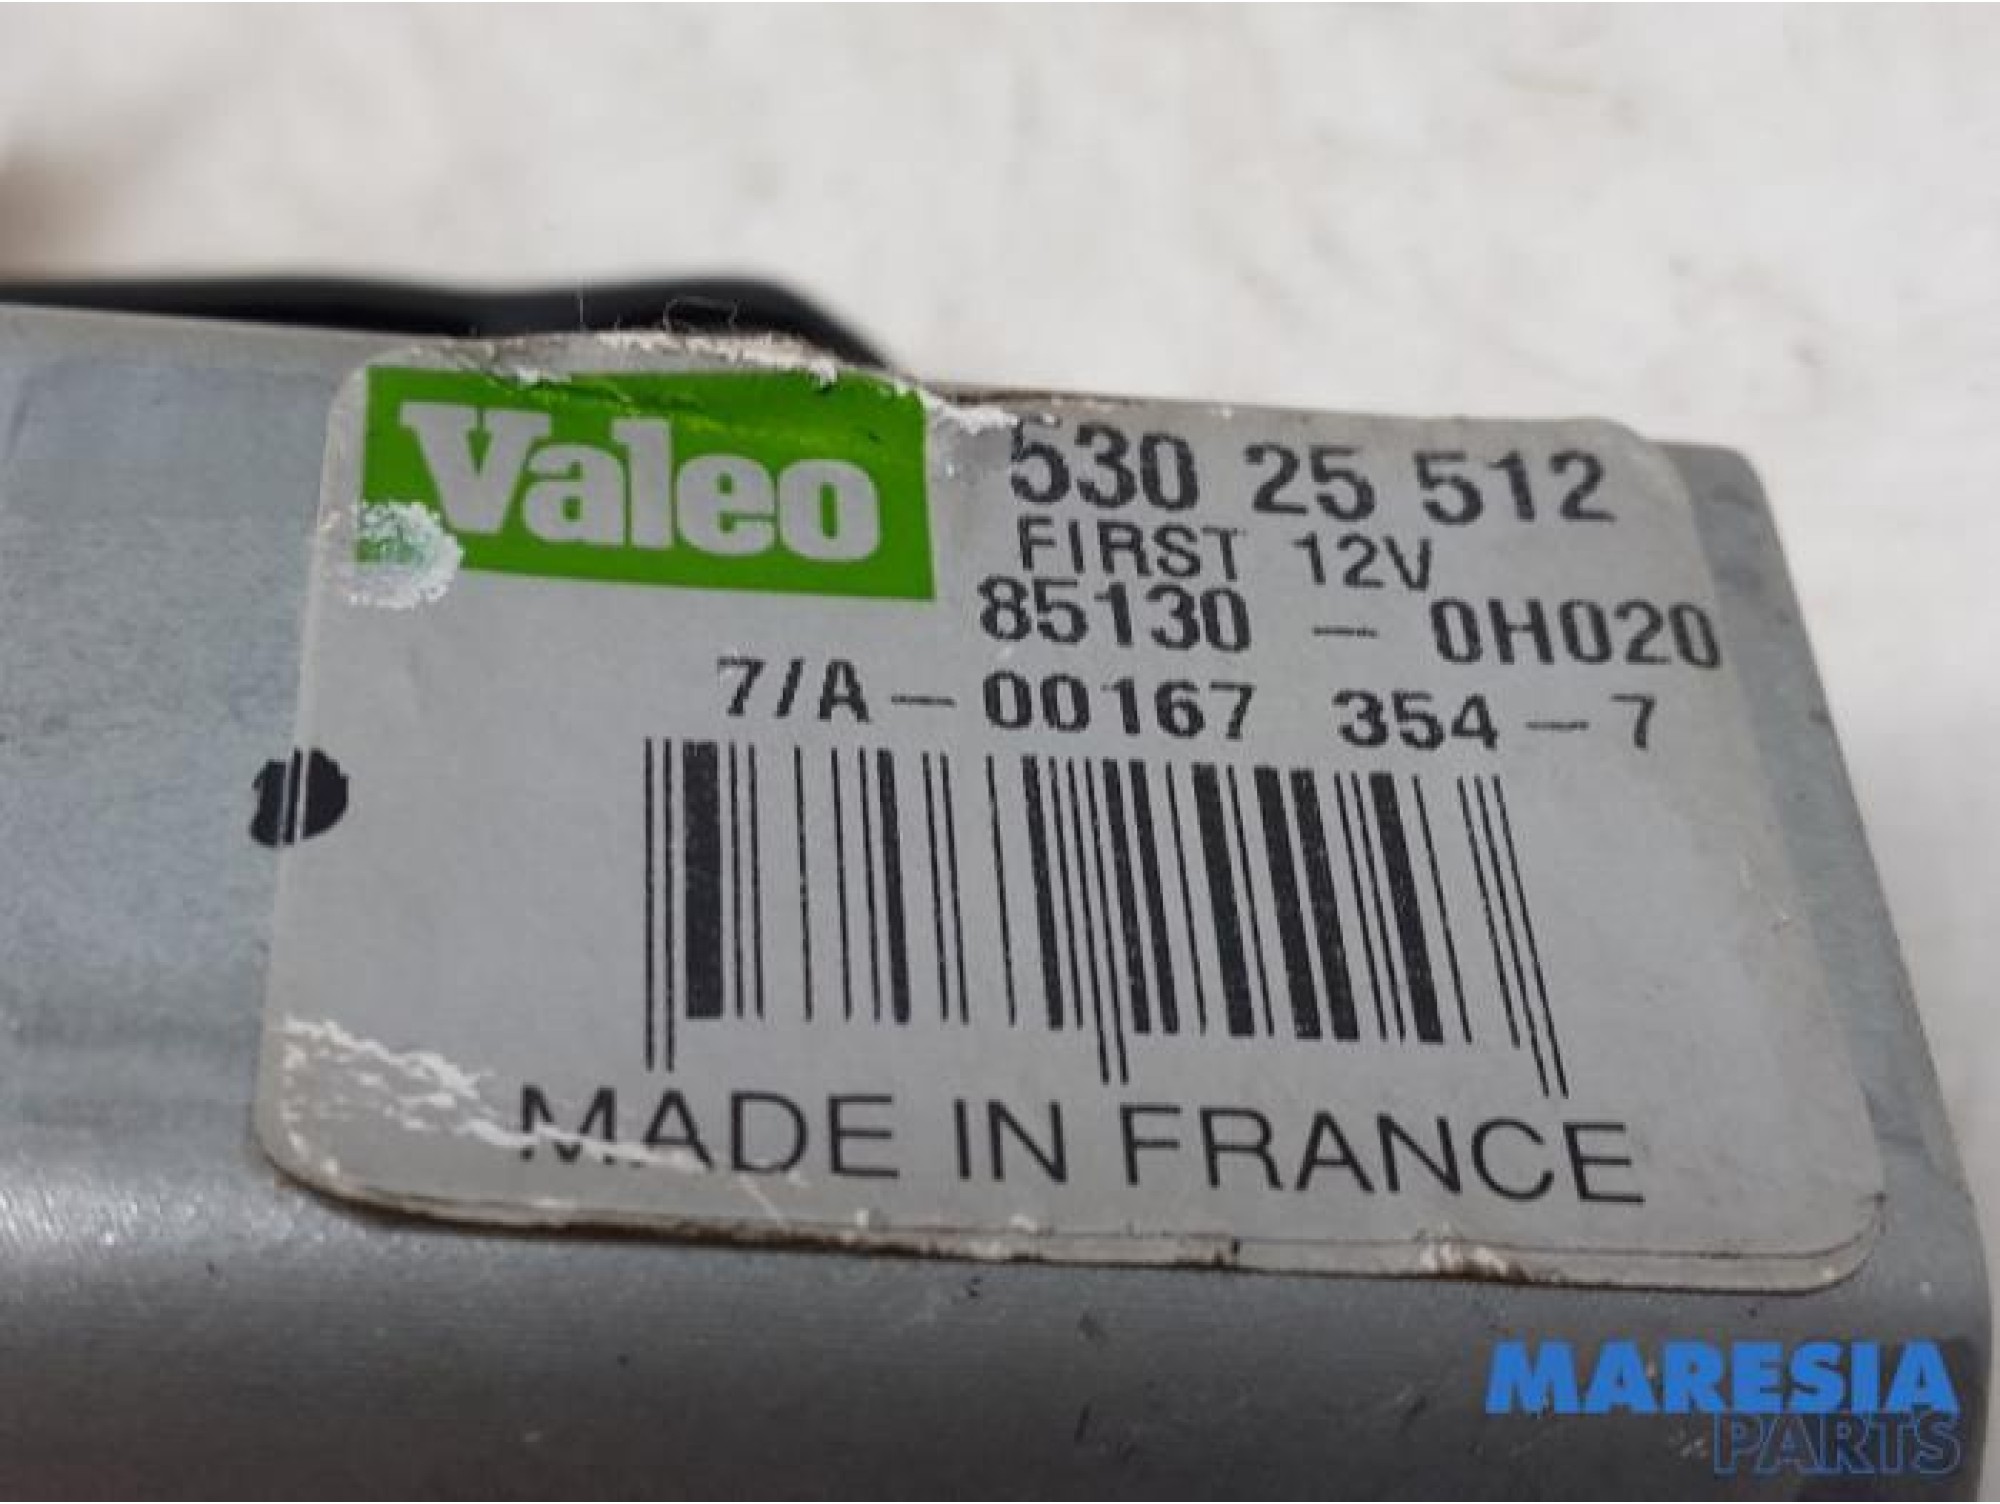 Valeo
530 25 512
FIRST 12V
85130 - 0H020
7/A - 00167 354 - 7
MADE IN FRANCE
MARESIA
PARTS